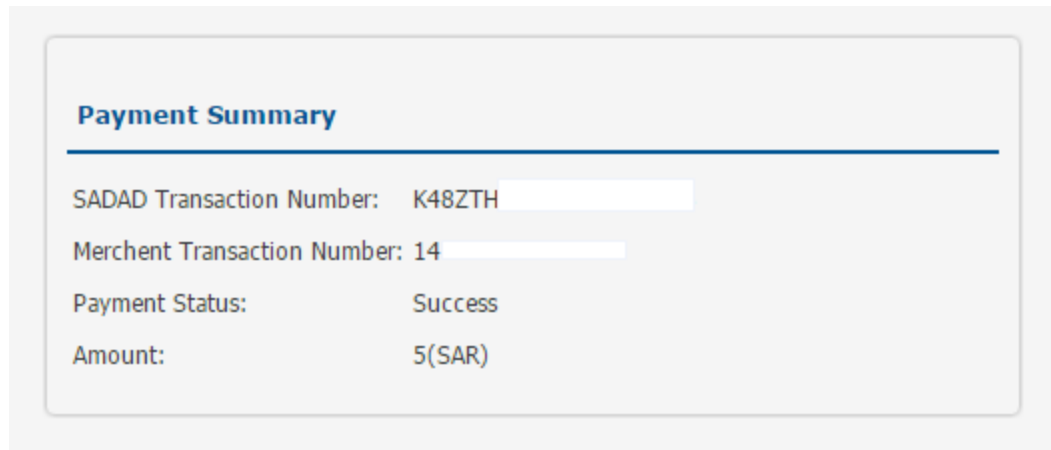 Payment Summary
SADAD Transaction Number: K48ZTH
Merchent Transaction Number: 14
Payment Status: Success
Amount: 5(SAR)